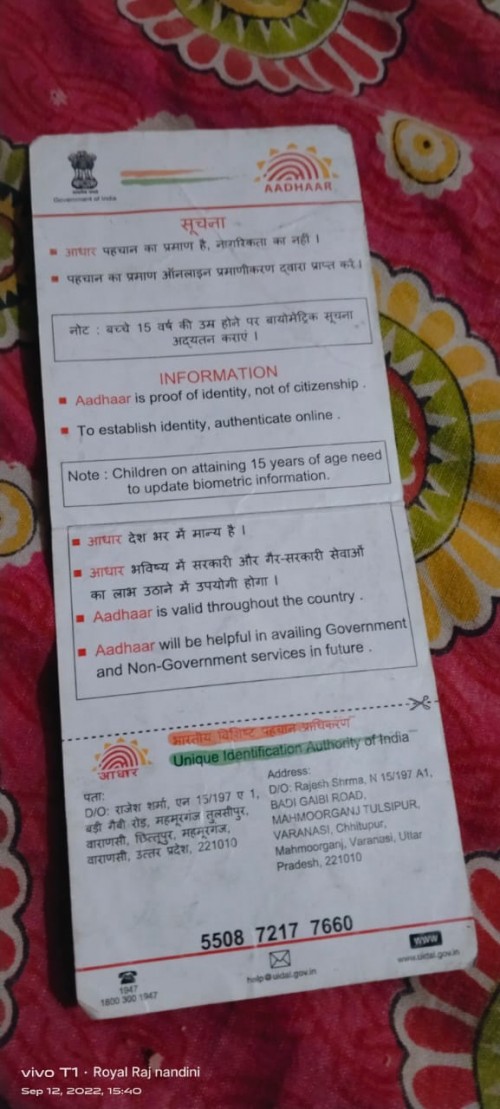 Government of India
AADHAAR
सूचना
आधार पहचान का प्रमाण है, नागरिकता का नहीं ।
पहचान का प्रमाण ऑनलाइन प्रमाणीकरण द्वारा प्राप्त करें ।
नोट : बच्चे 15 वर्ष की उम्र होने पर बायोमेट्रिक सूचना
अद्यतन कराएं ।
INFORMATION
Aadhaar is proof of identity, not of citizenship .
To establish identity, authenticate online .
Note : Children on attaining 15 years of age need
to update biometric information.
आधार देश भर में मान्य है ।
आधार भविष्य में सरकारी और गैर-सरकारी सेवाओं
का लाभ उठाने में उपयोगी होगा ।
Aadhaar is valid throughout the country .
Aadhaar will be helpful in availing Government
and Non-Government services in future .
आधार
भारतीय विशिष्ट पहचान प्राधिकरण
Unique Identification Authority of India
पता:
D/O: राजेश शर्मा, एन 15/197 ए 1,
बड़ी गैबी रोड, महमूरगंज तुलसीपुर,
वाराणसी, छित्तूपुर, महमूरगंज,
वाराणसी, उत्तर प्रदेश, 221010
Address:
D/O: Rajesh Shrma, N 15/197 A1,
BADI GAIBI ROAD,
MAHMOORGANJ TULSIPUR,
VARANASI, Chhitupur,
Mahmoorganj, Varanasi, Uttar
Pradesh, 221010
5508 7217 7660
1947
1800 300 1947
help@uidai.gov.in
WWW
www.uidai.gov.in
vivo T1 · Royal Raj nandini
Sep 12, 2022, 15:40